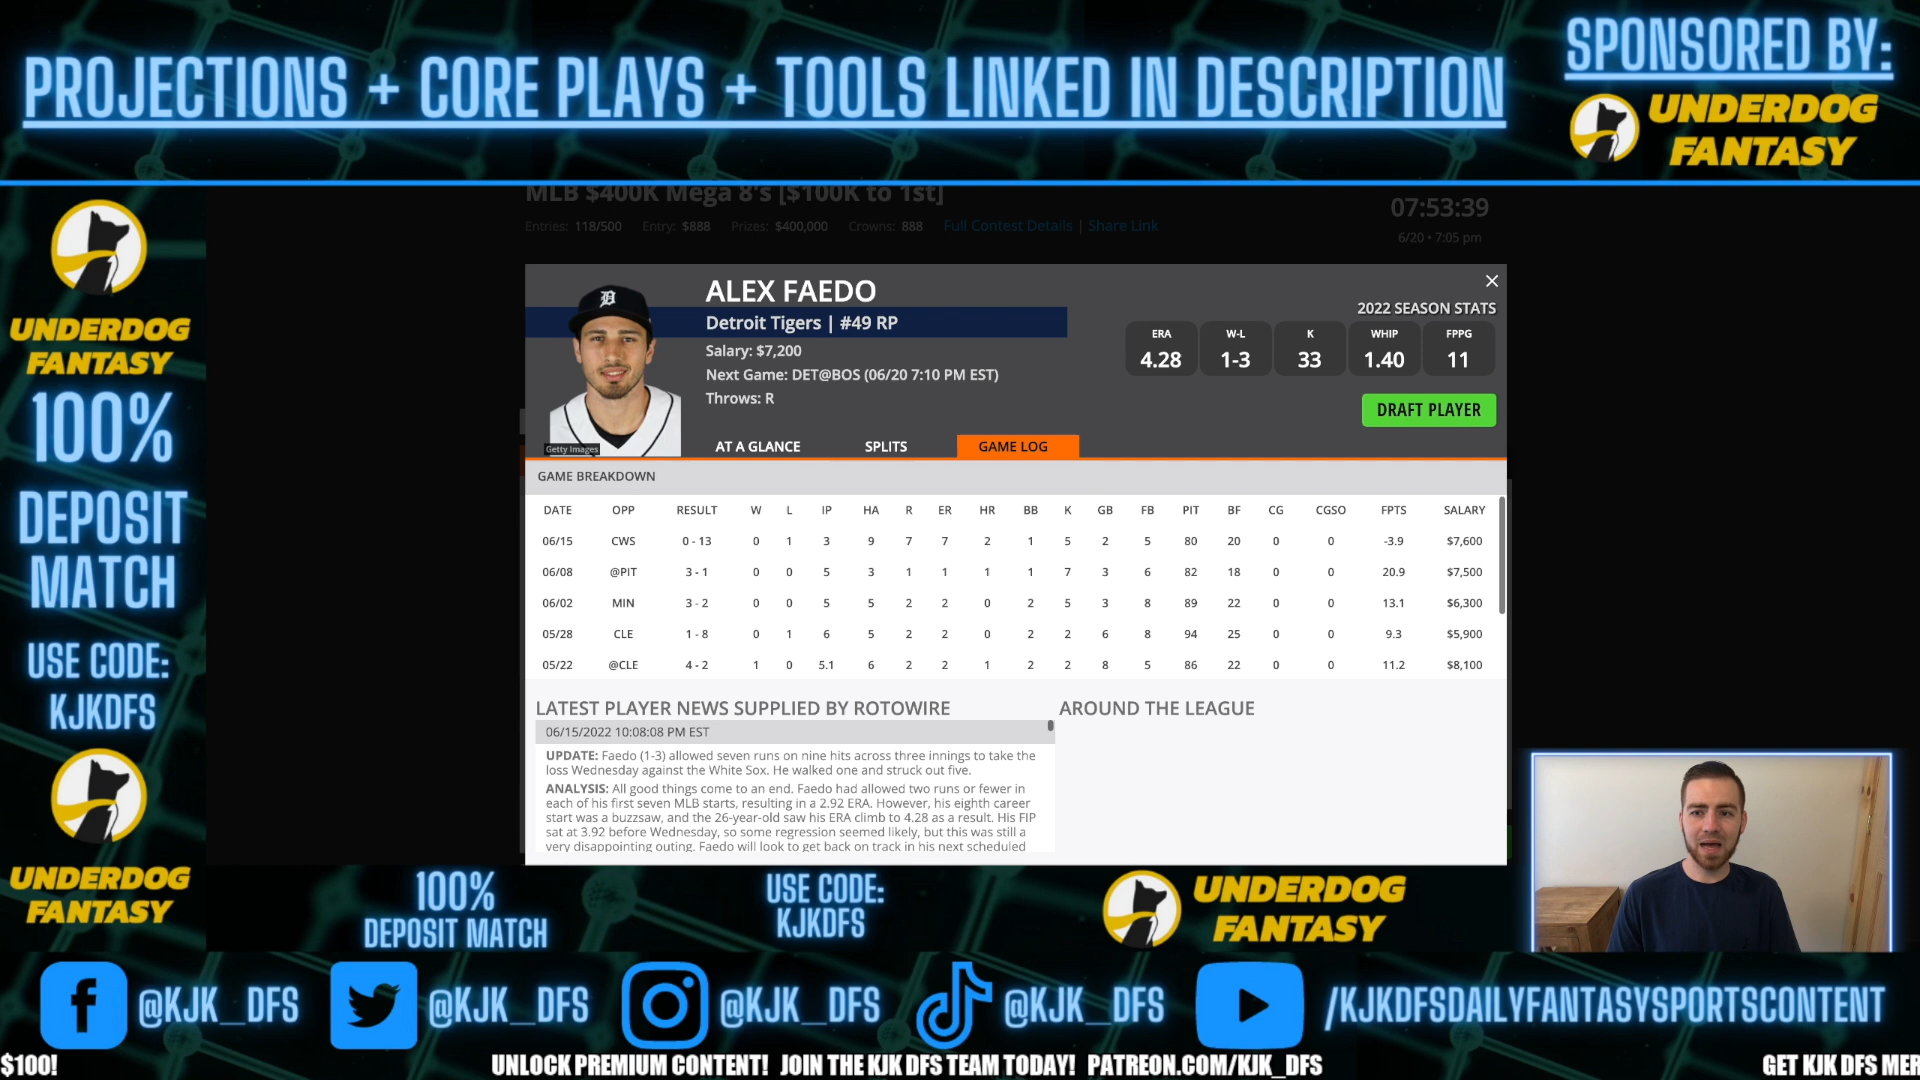 PROJECTIONS + CORE PLAYS + TOOLS LINKED IN DESCRIPTION
SPONSORED BY:
UNDERDOG
FANTASY
MLB $400K Mega 8's [$100K to 1st]
Entries: 118/500 Entry: $888 Prizes: $400,000 Crowns: 888 Full Contest Details | Share Link
07:53:39
6/20 • 7:05 pm
UNDERDOG
FANTASY
100%
DEPOSIT
MATCH
USE CODE:
KJKDFS
UNDERDOG
FANTASY
ALEX FAEDO
Detroit Tigers | #49 RP
Salary: $7,200
Next Game: DET@BOS (06/20 7:10 PM EST)
Throws: R
Getty Images
2022 SEASON STATS
ERA W-L K WHIP FPPG
4.28 1-3 33 1.40 11
DRAFT PLAYER
AT A GLANCE SPLITS GAME LOG
GAME BREAKDOWN
DATE OPP RESULT W L IP HA R ER HR BB K GB FB PIT BF CG CGSO FPTS SALARY
06/15 CWS 0 - 13 0 1 3 9 7 7 2 1 5 2 5 80 20 0 0 -3.9 $7,600
06/08 @PIT 3 - 1 0 0 5 3 1 1 1 1 7 3 6 82 18 0 0 20.9 $7,500
06/02 MIN 3 - 2 0 0 5 5 2 2 0 2 5 3 8 89 22 0 0 13.1 $6,300
05/28 CLE 1 - 8 0 1 6 5 2 2 0 2 2 6 8 94 25 0 0 9.3 $5,900
05/22 @CLE 4 - 2 1 0 5.1 6 2 2 1 2 2 8 5 86 22 0 0 11.2 $8,100
LATEST PLAYER NEWS SUPPLIED BY ROTOWIRE
06/15/2022 10:08:08 PM EST
UPDATE: Faedo (1-3) allowed seven runs on nine hits across three innings to take the
loss Wednesday against the White Sox. He walked one and struck out five.
ANALYSIS: All good things come to an end. Faedo had allowed two runs or fewer in
each of his first seven MLB starts, resulting in a 2.92 ERA. However, his eighth career
start was a buzzsaw, and the 26-year-old saw his ERA climb to 4.28 as a result. His FIP
sat at 3.92 before Wednesday, so some regression seemed likely, but this was still a
very disappointing outing. Faedo will look to get back on track in his next scheduled
AROUND THE LEAGUE
100%
DEPOSIT MATCH
USE CODE:
KJKDFS
UNDERDOG
FANTASY
@KJK_DFS @KJK_DFS @KJK_DFS @KJK_DFS /KJKDFSDAILYFANTASYSPORTSCONTENT
$100! UNLOCK PREMIUM CONTENT! JOIN THE KJK DFS TEAM TODAY! PATREON.COM/KJK_DFS GET KJK DFS MER